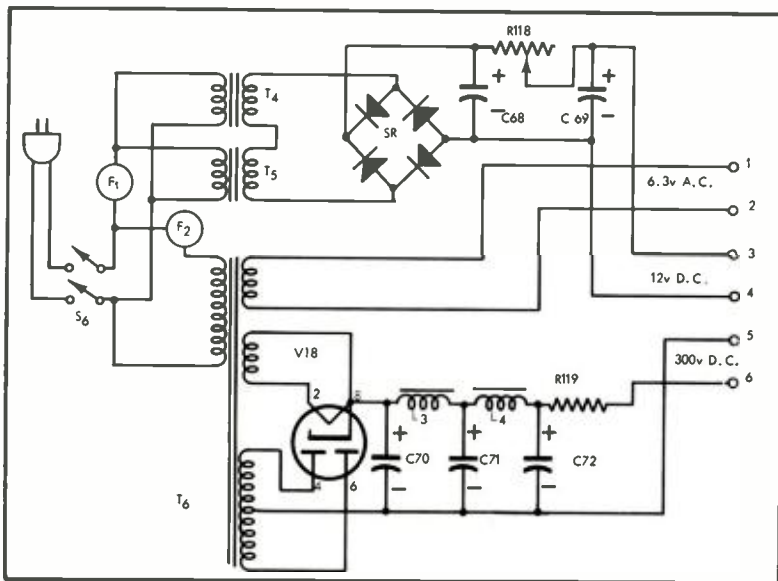 R118
+
+
T4
C68
C 69
SR
T5
1
6.3v A.C.
F1
2
F2
3
12v D.C.
4
S6
5
V18
300v D.C.
6
R119
2
8
L3
L4
+
+
+
C70
C71
C72
4
6
T6